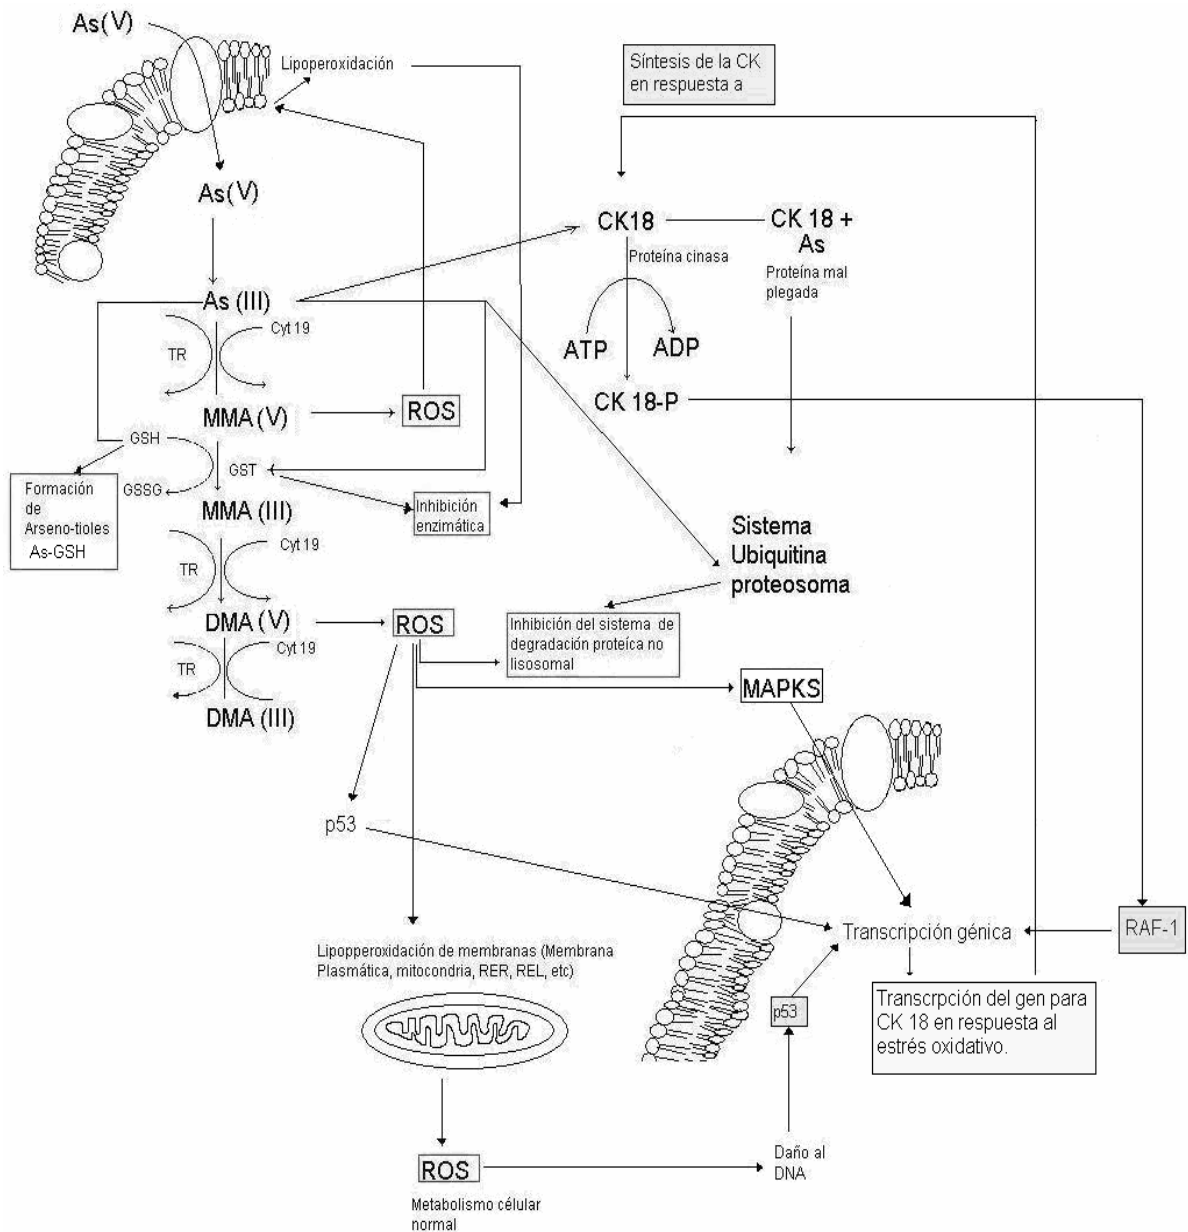 As(V)
Lipoperoxidación
Síntesis de la CK
en respuesta a
As(V)
CK18
CK 18 +
As
Proteína cinasa
Proteína mal
plegada
As (III)
Cyt 19
TR
ATP
ADP
CK 18-P
MMA (V)
ROS
GSH
GST
GSSG
Formación
de
Arseno-tioles
As-GSH
MMA (III)
Inhibición
enzimática
Sistema
Ubiquitina
proteosoma
Cyt 19
TR
DMA (V)
ROS
Inhibición del sistema de
degradación proteíca no
lisosomal
Cyt 19
TR
MAPKS
DMA (III)
p53
Transcripción génica
RAF-1
Lipopperoxidación de membranas (Membrana
Plasmática, mitocondria, RER, REL, etc)
p53
Transcrpción del gen para
CK 18 en respuesta al
estrés oxidativo.
ROS
Daño al
DNA
Metabolismo célular
normal